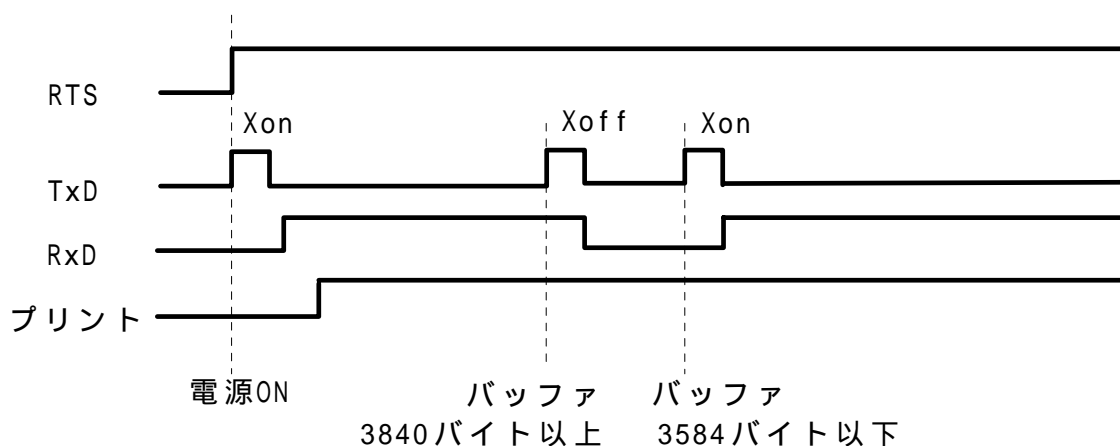 RTS
Xon
Xoff
Xon
TxD
RxD
プリント
電源ON
バッファ
3840バイト以上
バッファ
3584バイト以下